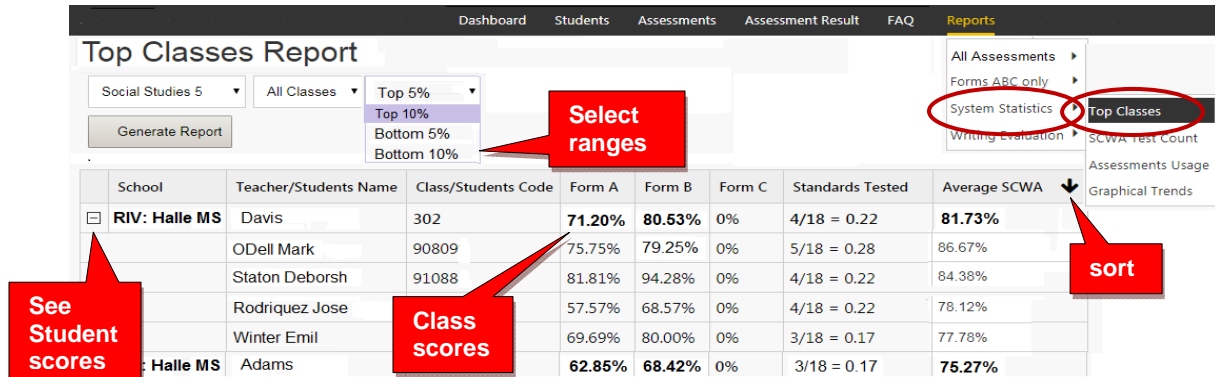 Dashboard Students Assessments Assessment Result FAQ Reports
Top Classes Report
All Assessments
Forms ABC only
System Statistics
Writing Evaluation
Top Classes
SCWA Test Count
Assessments Usage
Graphical Trends
Social Studies 5 All Classes Top 5%
Top 10%
Bottom 5%
Bottom 10%
Generate Report
Select
ranges
School Teacher/Students Name Class/Students Code Form A Form B Form C Standards Tested Average SCWA
RIV: Halle MS Davis 302 71.20% 80.53% 0% 4/18 = 0.22 81.73%
ODell Mark 90809 75.75% 79.25% 0% 5/18 = 0.28 86.67%
Staton Deborsh 91088 81.81% 94.28% 0% 4/18 = 0.22 84.38%
Rodriquez Jose 57.57% 68.57% 0% 4/18 = 0.22 78.12%
Winter Emil 69.69% 80.00% 0% 3/18 = 0.17 77.78%
: Halle MS Adams 62.85% 68.42% 0% 3/18 = 0.17 75.27%
sort
See
Student
scores
Class
scores